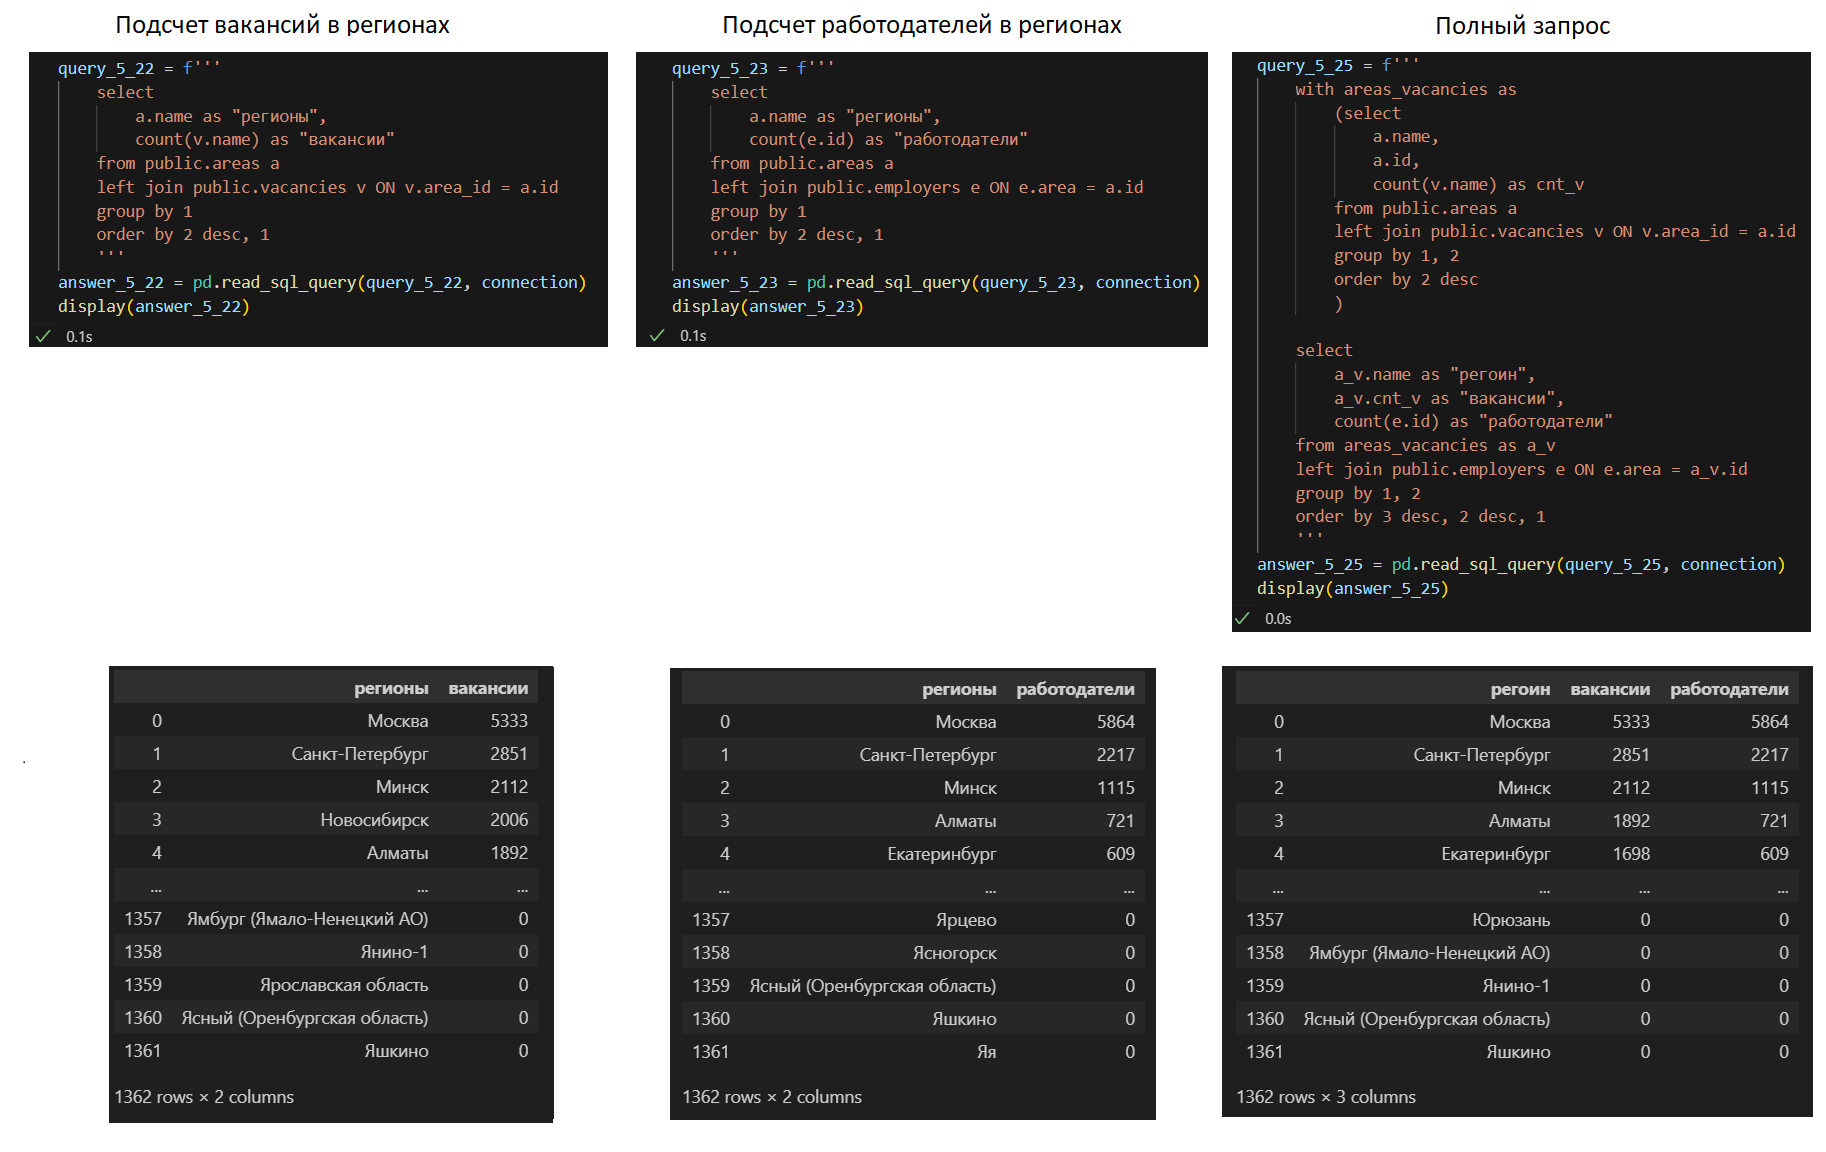 Подсчет вакансий в регионах
query_5_22 = f'''
select
a.name as "регионы",
count(v.name) as "вакансии"
from public.areas a
left join public.vacancies v ON v.area_id = a.id
group by 1
order by 2 desc, 1
'''
answer_5_22 = pd.read_sql_query(query_5_22, connection)
display(answer_5_22)
✓ 0.1s
регионы вакансии
0 Москва 5333
1 Санкт-Петербург 2851
2 Минск 2112
3 Новосибирск 2006
4 Алматы 1892
... ... ...
1357 Ямбург (Ямало-Ненецкий АО) 0
1358 Янино-1 0
1359 Ярославская область 0
1360 Ясный (Оренбургская область) 0
1361 Яшкино 0
1362 rows × 2 columns
Подсчет работодателей в регионах
query_5_23 = f'''
select
a.name as "регионы",
count(e.id) as "работодатели"
from public.areas a
left join public.employers e ON e.area = a.id
group by 1
order by 2 desc, 1
'''
answer_5_23 = pd.read_sql_query(query_5_23, connection)
display(answer_5_23)
✓ 0.1s
регионы работодатели
0 Москва 5864
1 Санкт-Петербург 2217
2 Минск 1115
3 Алматы 721
4 Екатеринбург 609
... ... ...
1357 Ярцево 0
1358 Ясногорск 0
1359 Ясный (Оренбургская область) 0
1360 Яшкино 0
1361 Яя 0
1362 rows × 2 columns
Полный запрос
query_5_25 = f'''
with areas_vacancies as
(select
a.name,
a.id,
count(v.name) as cnt_v
from public.areas a
left join public.vacancies v ON v.area_id = a.id
group by 1, 2
order by 2 desc
)
select
a_v.name as "регоин",
a_v.cnt_v as "вакансии",
count(e.id) as "работодатели"
from areas_vacancies as a_v
left join public.employers e ON e.area = a_v.id
group by 1, 2
order by 3 desc, 2 desc, 1
'''
answer_5_25 = pd.read_sql_query(query_5_25, connection)
display(answer_5_25)
✓ 0.0s
регоин вакансии работодатели
0 Москва 5333 5864
1 Санкт-Петербург 2851 2217
2 Минск 2112 1115
3 Алматы 1892 721
4 Екатеринбург 1698 609
... ... ... ...
1357 Юрюзань 0 0
1358 Ямбург (Ямало-Ненецкий АО) 0 0
1359 Янино-1 0 0
1360 Ясный (Оренбургская область) 0 0
1361 Яшкино 0 0
1362 rows × 3 columns